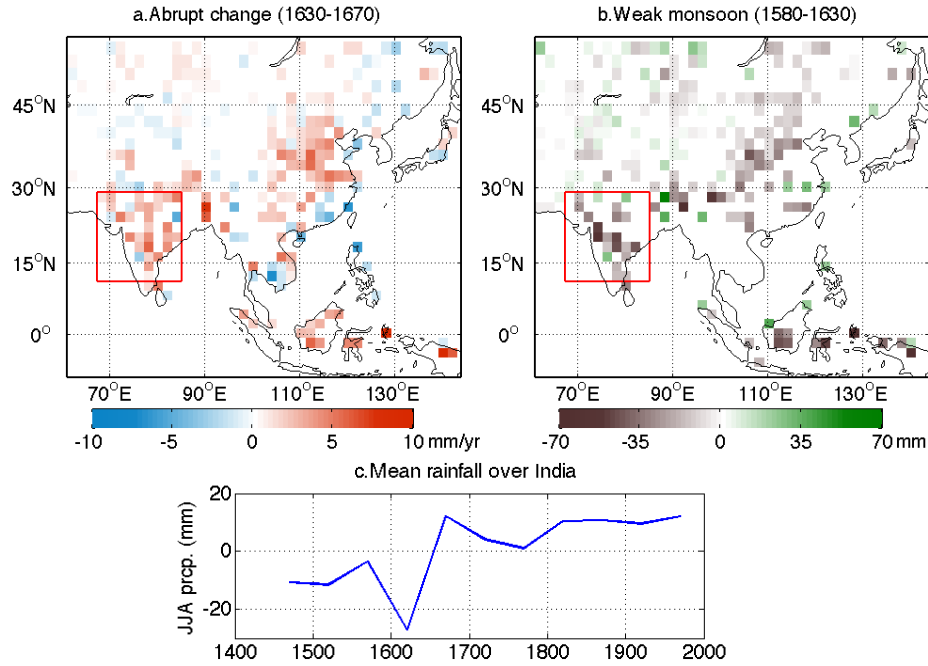 a.Abrupt change (1630-1670)
b.Weak monsoon (1580-1630)
45°N
30°N
15°N
0°
70°E 90°E 110°E 130°E
-10 -5 0 5 10 mm/yr
45°N
30°N
15°N
0°
70°E 90°E 110°E 130°E
-70 -35 0 35 70 mm
c.Mean rainfall over India
JJA prcp. (mm)
20
0
-20
1400 1500 1600 1700 1800 1900 2000